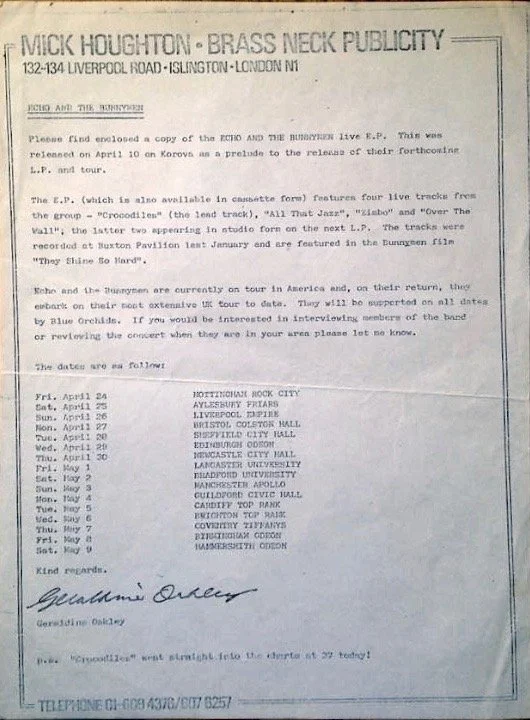 MICK HOUGHTON • BRASS NECK PUBLICITY
132-134 LIVERPOOL ROAD • ISLINGTON • LONDON N1
ECHO AND THE BUNNYMEN
Please find enclosed a copy of the ECHO AND THE BUNNYMEN live E.P. This was
released on April 10 on Korova as a prelude to the release of their forthcoming
L.P. and tour.
The E.P. (which is also available in cassette form) features four live tracks from
the group - "Crocodiles" (the lead track), "All That Jazz", "Zimbo" and "Over The
Wall"; the latter two appearing in studio form on the next L.P. The tracks were
recorded at Buxton Pavilion last January and are featured in the Bunnymen film
"They Shine So Hard".
Echo and the Bunnymen are currently on tour in America and, on their return, they
embark on their most extensive UK tour to date. They will be supported on all dates
by Blue Orchids. If you would be interested in interviewing members of the band
or reviewing the concert when they are in your area please let me know.
The dates are as follow:
Fri. April 24 NOTTINGHAM ROCK CITY
Sat. April 25 AYLESBURY FRIARS
Sun. April 26 LIVERPOOL EMPIRE
Mon. April 27 BRISTOL COLSTON HALL
Tue. April 28 SHEFFIELD CITY HALL
Wed. April 29 EDINBURGH ODEON
Thu. April 30 NEWCASTLE CITY HALL
Fri. May 1 LANCASTER UNIVERSITY
Sat. May 2 BRADFORD UNIVERSITY
Sun. May 3 MANCHESTER APOLLO
Mon. May 4 GUILDFORD CIVIC HALL
Tue. May 5 CARDIFF TOP RANK
Wed. May 6 BRIGHTON TOP RANK
Thu. May 7 COVENTRY TIFFANYS
Fri. May 8 BIRMINGHAM ODEON
Sat. May 9 HAMMERSMITH ODEON
Kind regards.
Geraldine Oakley
Geraldine Oakley
p.s. "Crocodiles" went straight into the charts at 37 today!
TELEPHONE 01-609